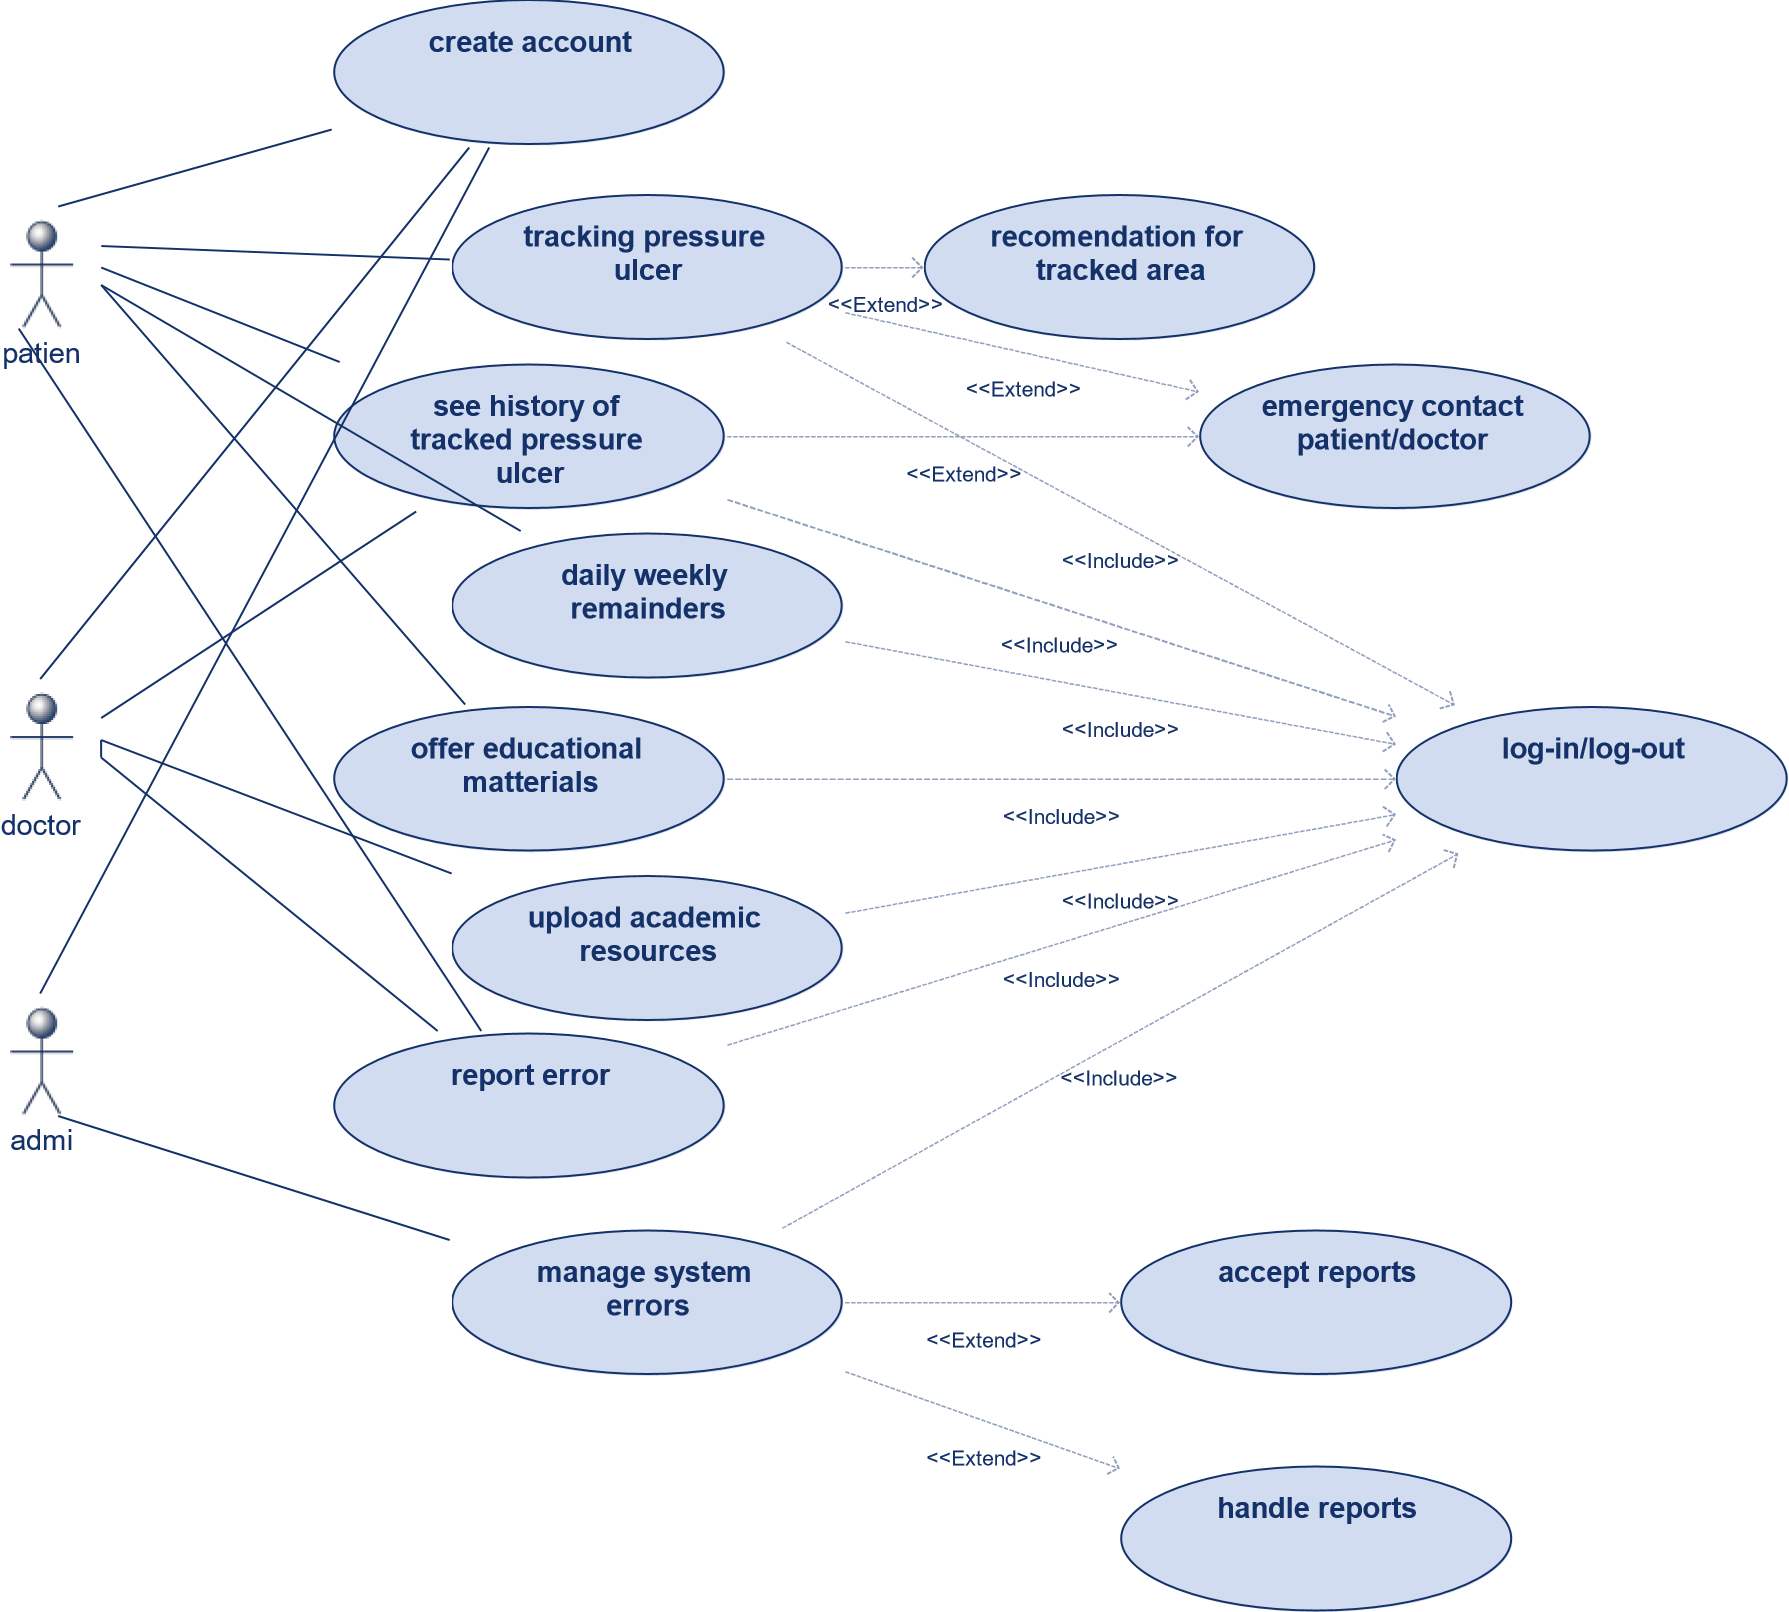 create account
tracking pressure
ulcer
recomendation for
tracked area
<<Extend>>
patien
<<Extend>>
see history of
tracked pressure
ulcer
emergency contact
patient/doctor
<<Extend>>
<<Include>>
daily weekly
remainders
<<Include>>
<<Include>>
offer educational
matterials
log-in/log-out
<<Include>>
doctor
<<Include>>
upload academic
resources
<<Include>>
report error
<<Include>>
admi
manage system
errors
accept reports
<<Extend>>
<<Extend>>
handle reports